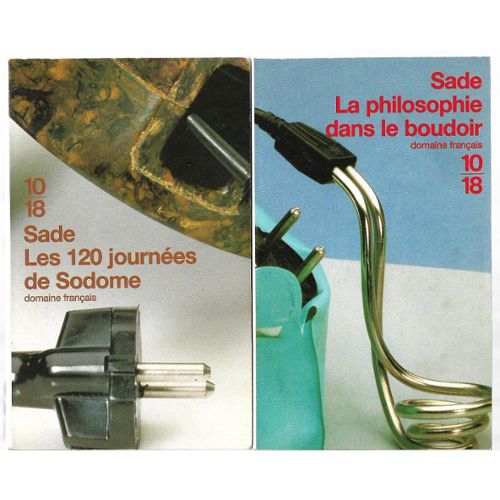 10
18
Sade
Les 120 journées
de Sodome
domaine français
Sade
La philosophie
dans le boudoir
domaine français
10
18